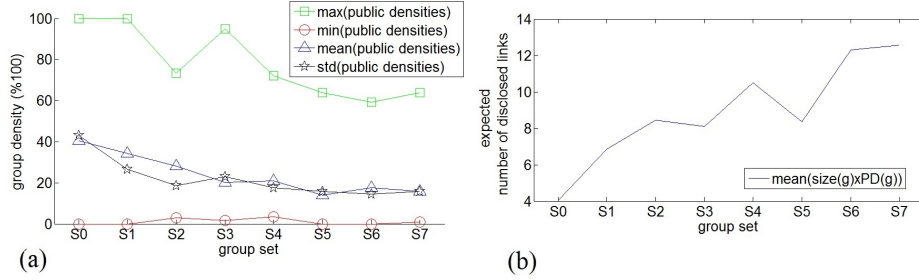 group density (%100)
100
80
60
40
20
0
max(public densities)
min(public densities)
mean(public densities)
std(public densities)
S0 S1 S2 S3 S4 S5 S6 S7
group set
(a)
expected
number of disclosed links
14
12
10
8
6
4
mean(size(g)xPD(g))
S0 S1 S2 S3 S4 S5 S6 S7
group set
(b)